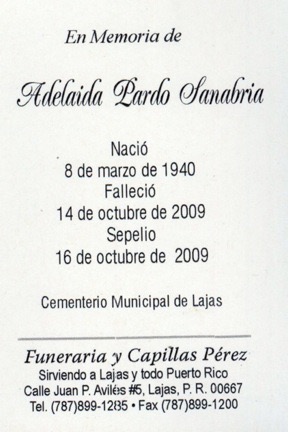 En Memoria de
Adelaida Pardo Sanabria
Nació
8 de marzo de 1940
Falleció
14 de octubre de 2009
Sepelio
16 de octubre de 2009
Cementerio Municipal de Lajas
Funeraria y Capillas Pérez
Sirviendo a Lajas y todo Puerto Rico
Calle Juan P. Avilés #5, Lajas, P. R. 00667
Tel. (787)899-1285 • Fax (787)899-1200